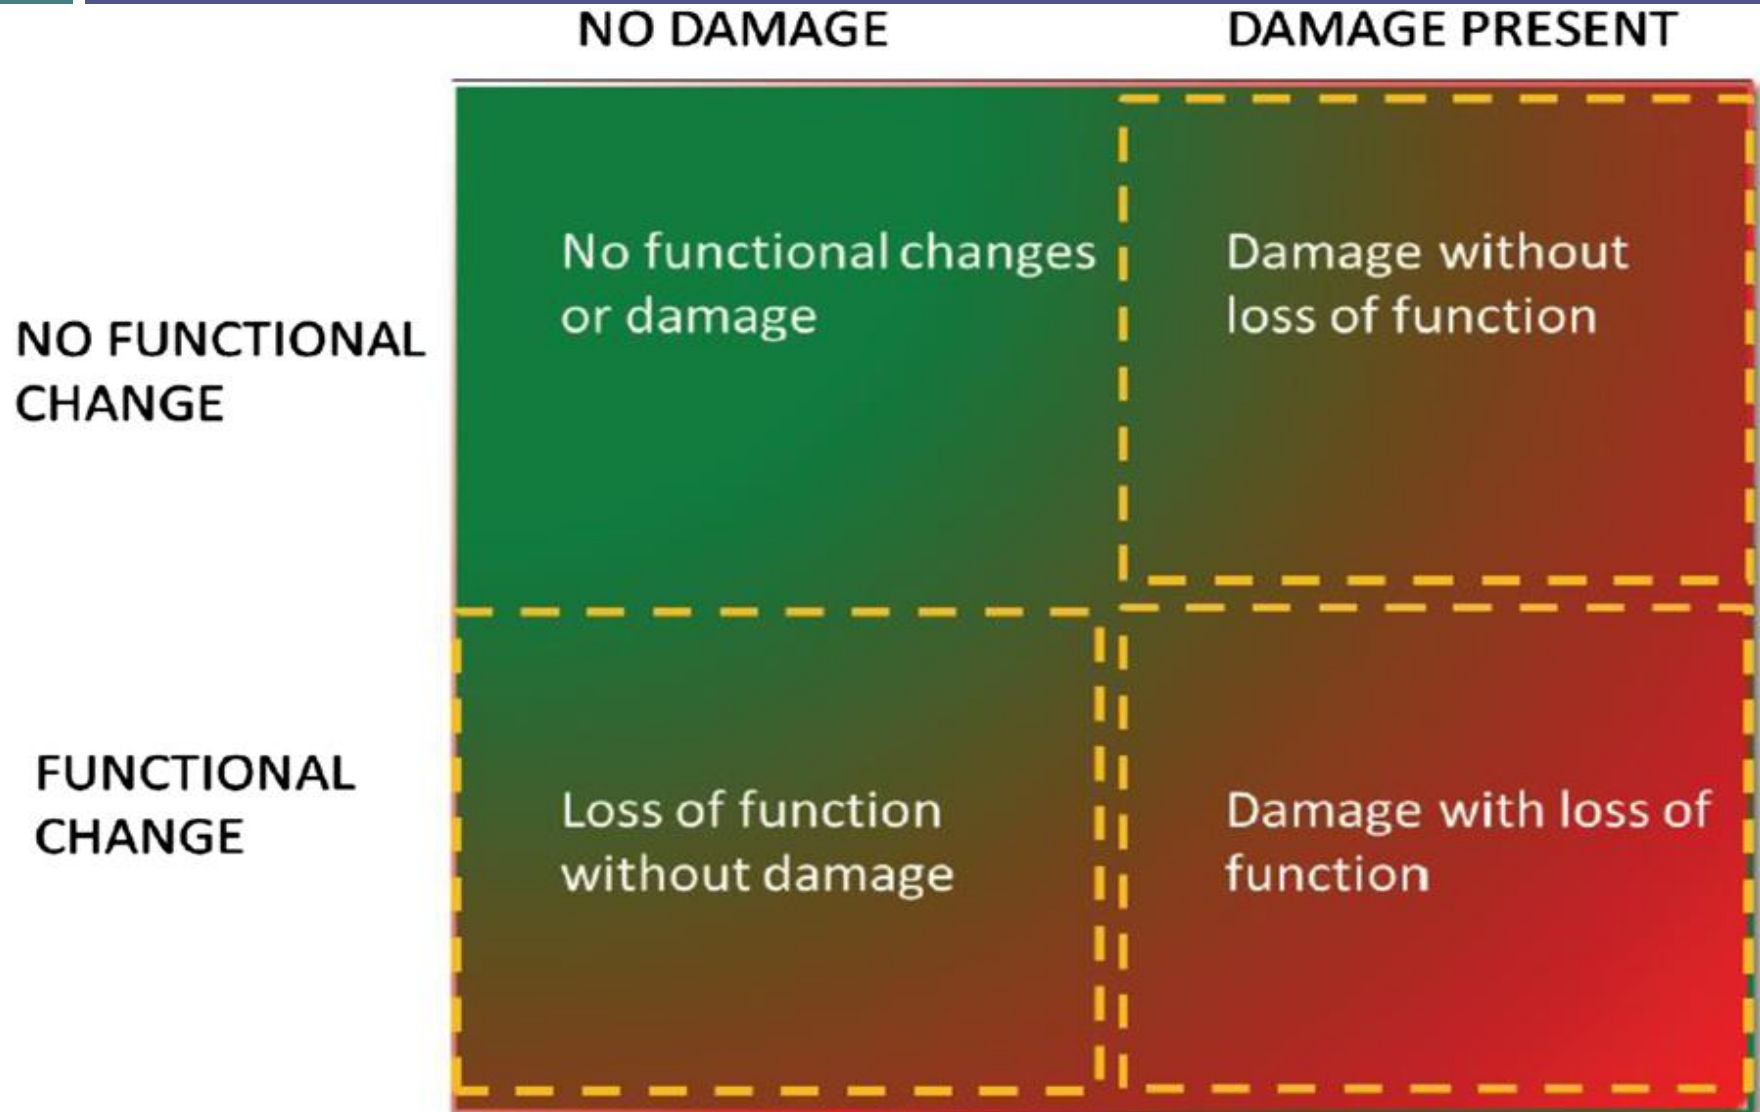 NO DAMAGE
DAMAGE PRESENT
NO FUNCTIONAL
CHANGE
No functional changes
or damage
Damage without
loss of function
FUNCTIONAL
CHANGE
Loss of function
without damage
Damage with loss of
function